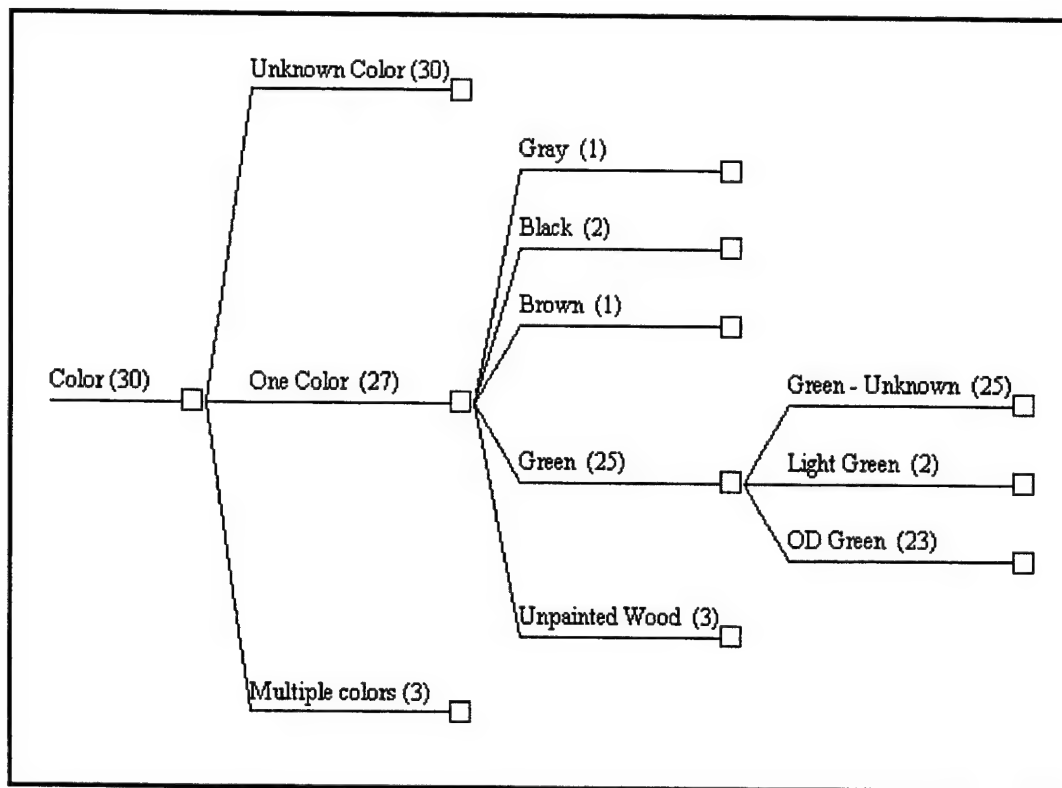 Unknown Color (30)
Gray (1)
Black (2)
Brown (1)
Color (30)
One Color (27)
Green - Unknown (25)
Green (25)
Light Green (2)
OD Green (23)
Unpainted Wood (3)
Multiple colors (3)